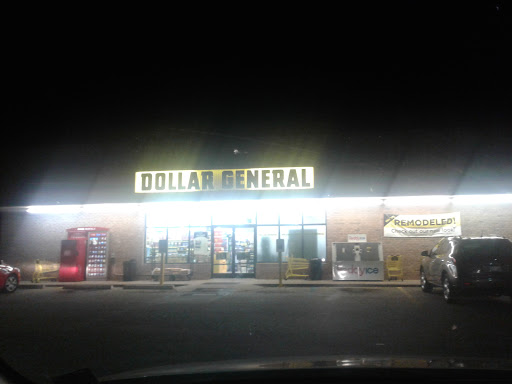 DOLLAR GENERAL
REMODELED!
Check out our new look!
ice